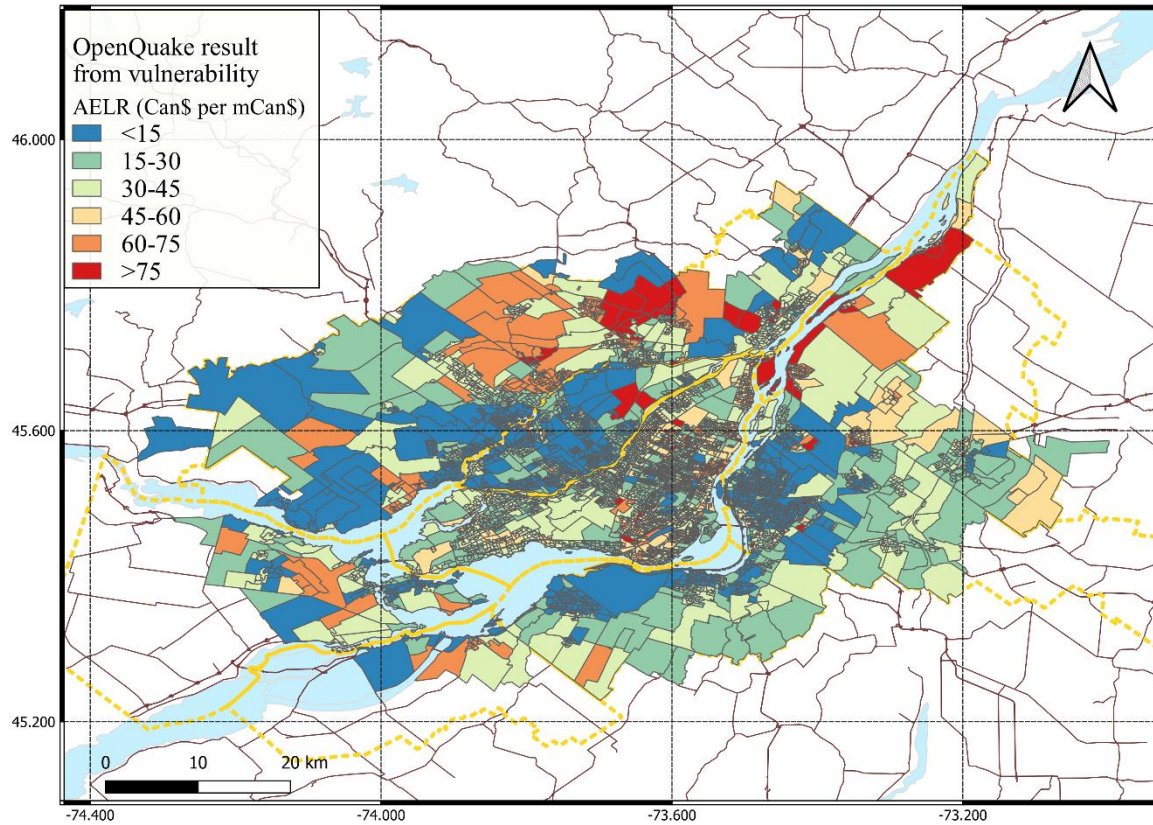 OpenQuake result
from vulnerability
AELR (Can$ per mCan$)
<15
15-30
30-45
45-60
60-75
>75
46.000
45.600
45.200
0 10 20 km
-74.400 -74.000 -73.600 -73.200